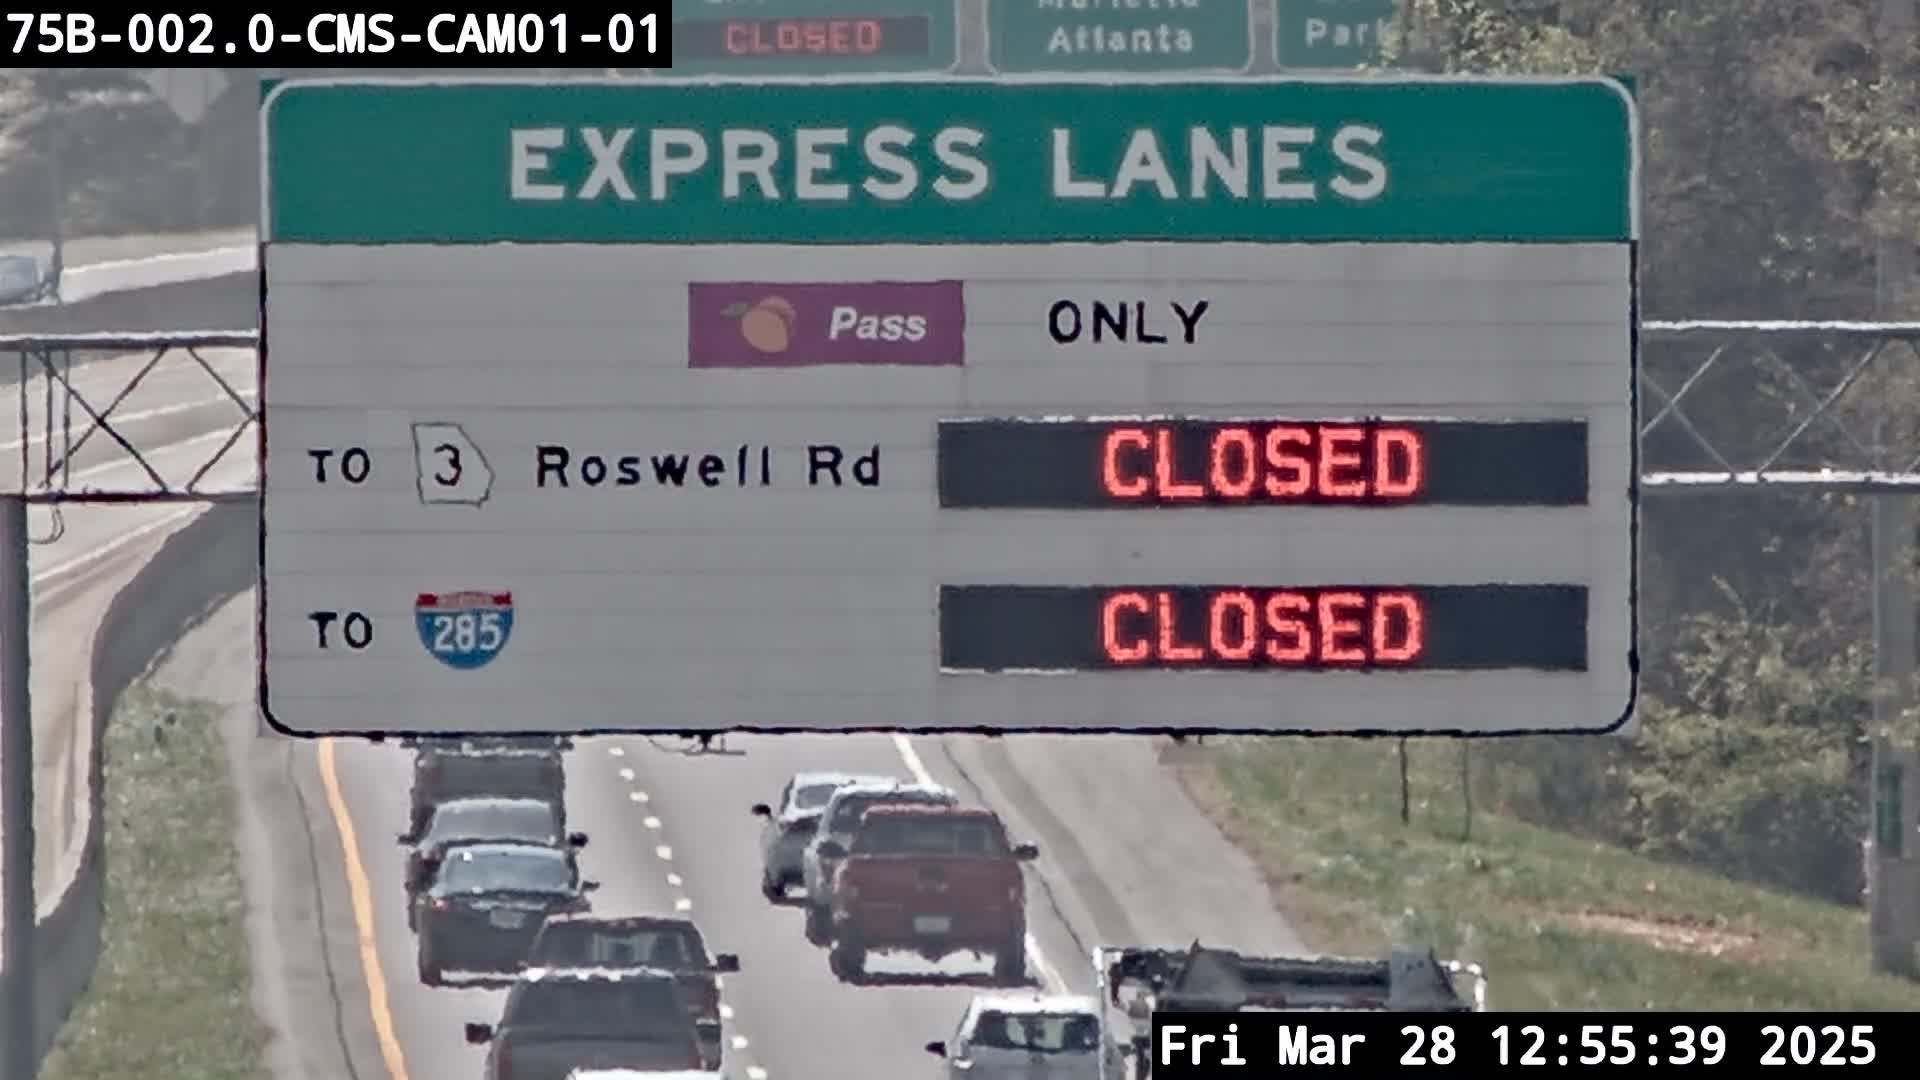 75B-002.0-CMS-CAM01-01
CLOSED
Atlanta
EXPRESS LANES
Pass ONLY
TO 3 Roswell Rd CLOSED
TO 285 CLOSED
Fri Mar 28 12:55:39 2025